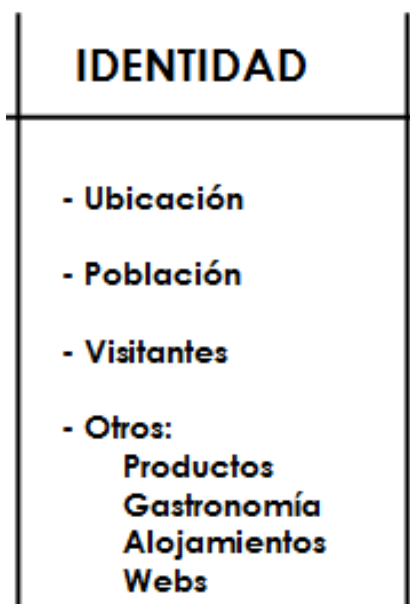 IDENTIDAD
- Ubicación
- Población
- Visitantes
- Otros:
Productos
Gastronomía
Alojamientos
Webs